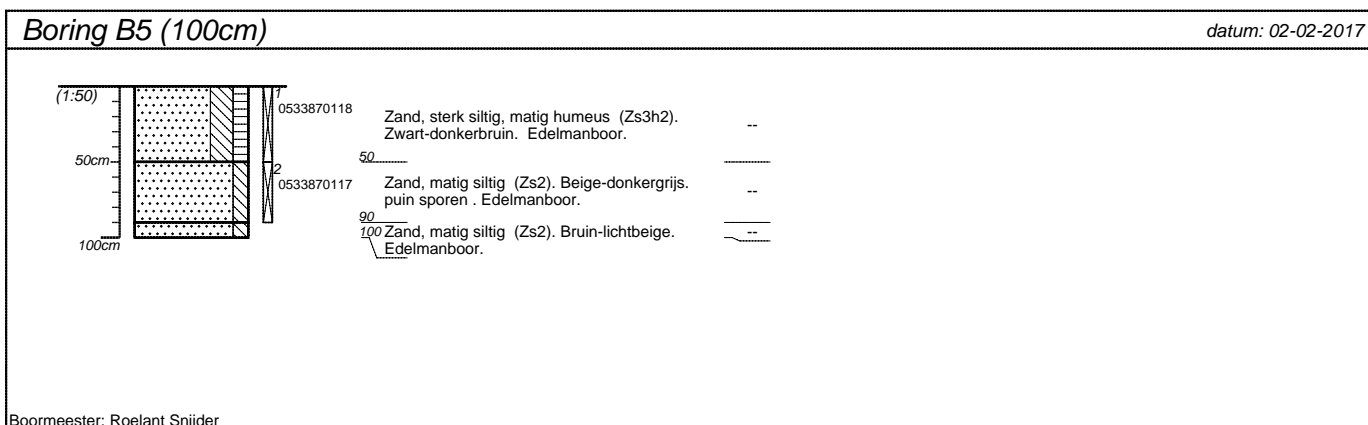 Boring B5 (100cm)
datum: 02-02-2017
(1:50)
50cm
100cm
1
0533870118
2
0533870117
Zand, sterk siltig, matig humeus (Zs3h2).
Zwart-donkerbruin. Edelmanboor.
--
50
Zand, matig siltig (Zs2). Beige-donkergrijs.
puin sporen . Edelmanboor.
--
90
100 Zand, matig siltig (Zs2). Bruin-lichtbeige.
Edelmanboor.
--
Boormeester: Roelant Snijder